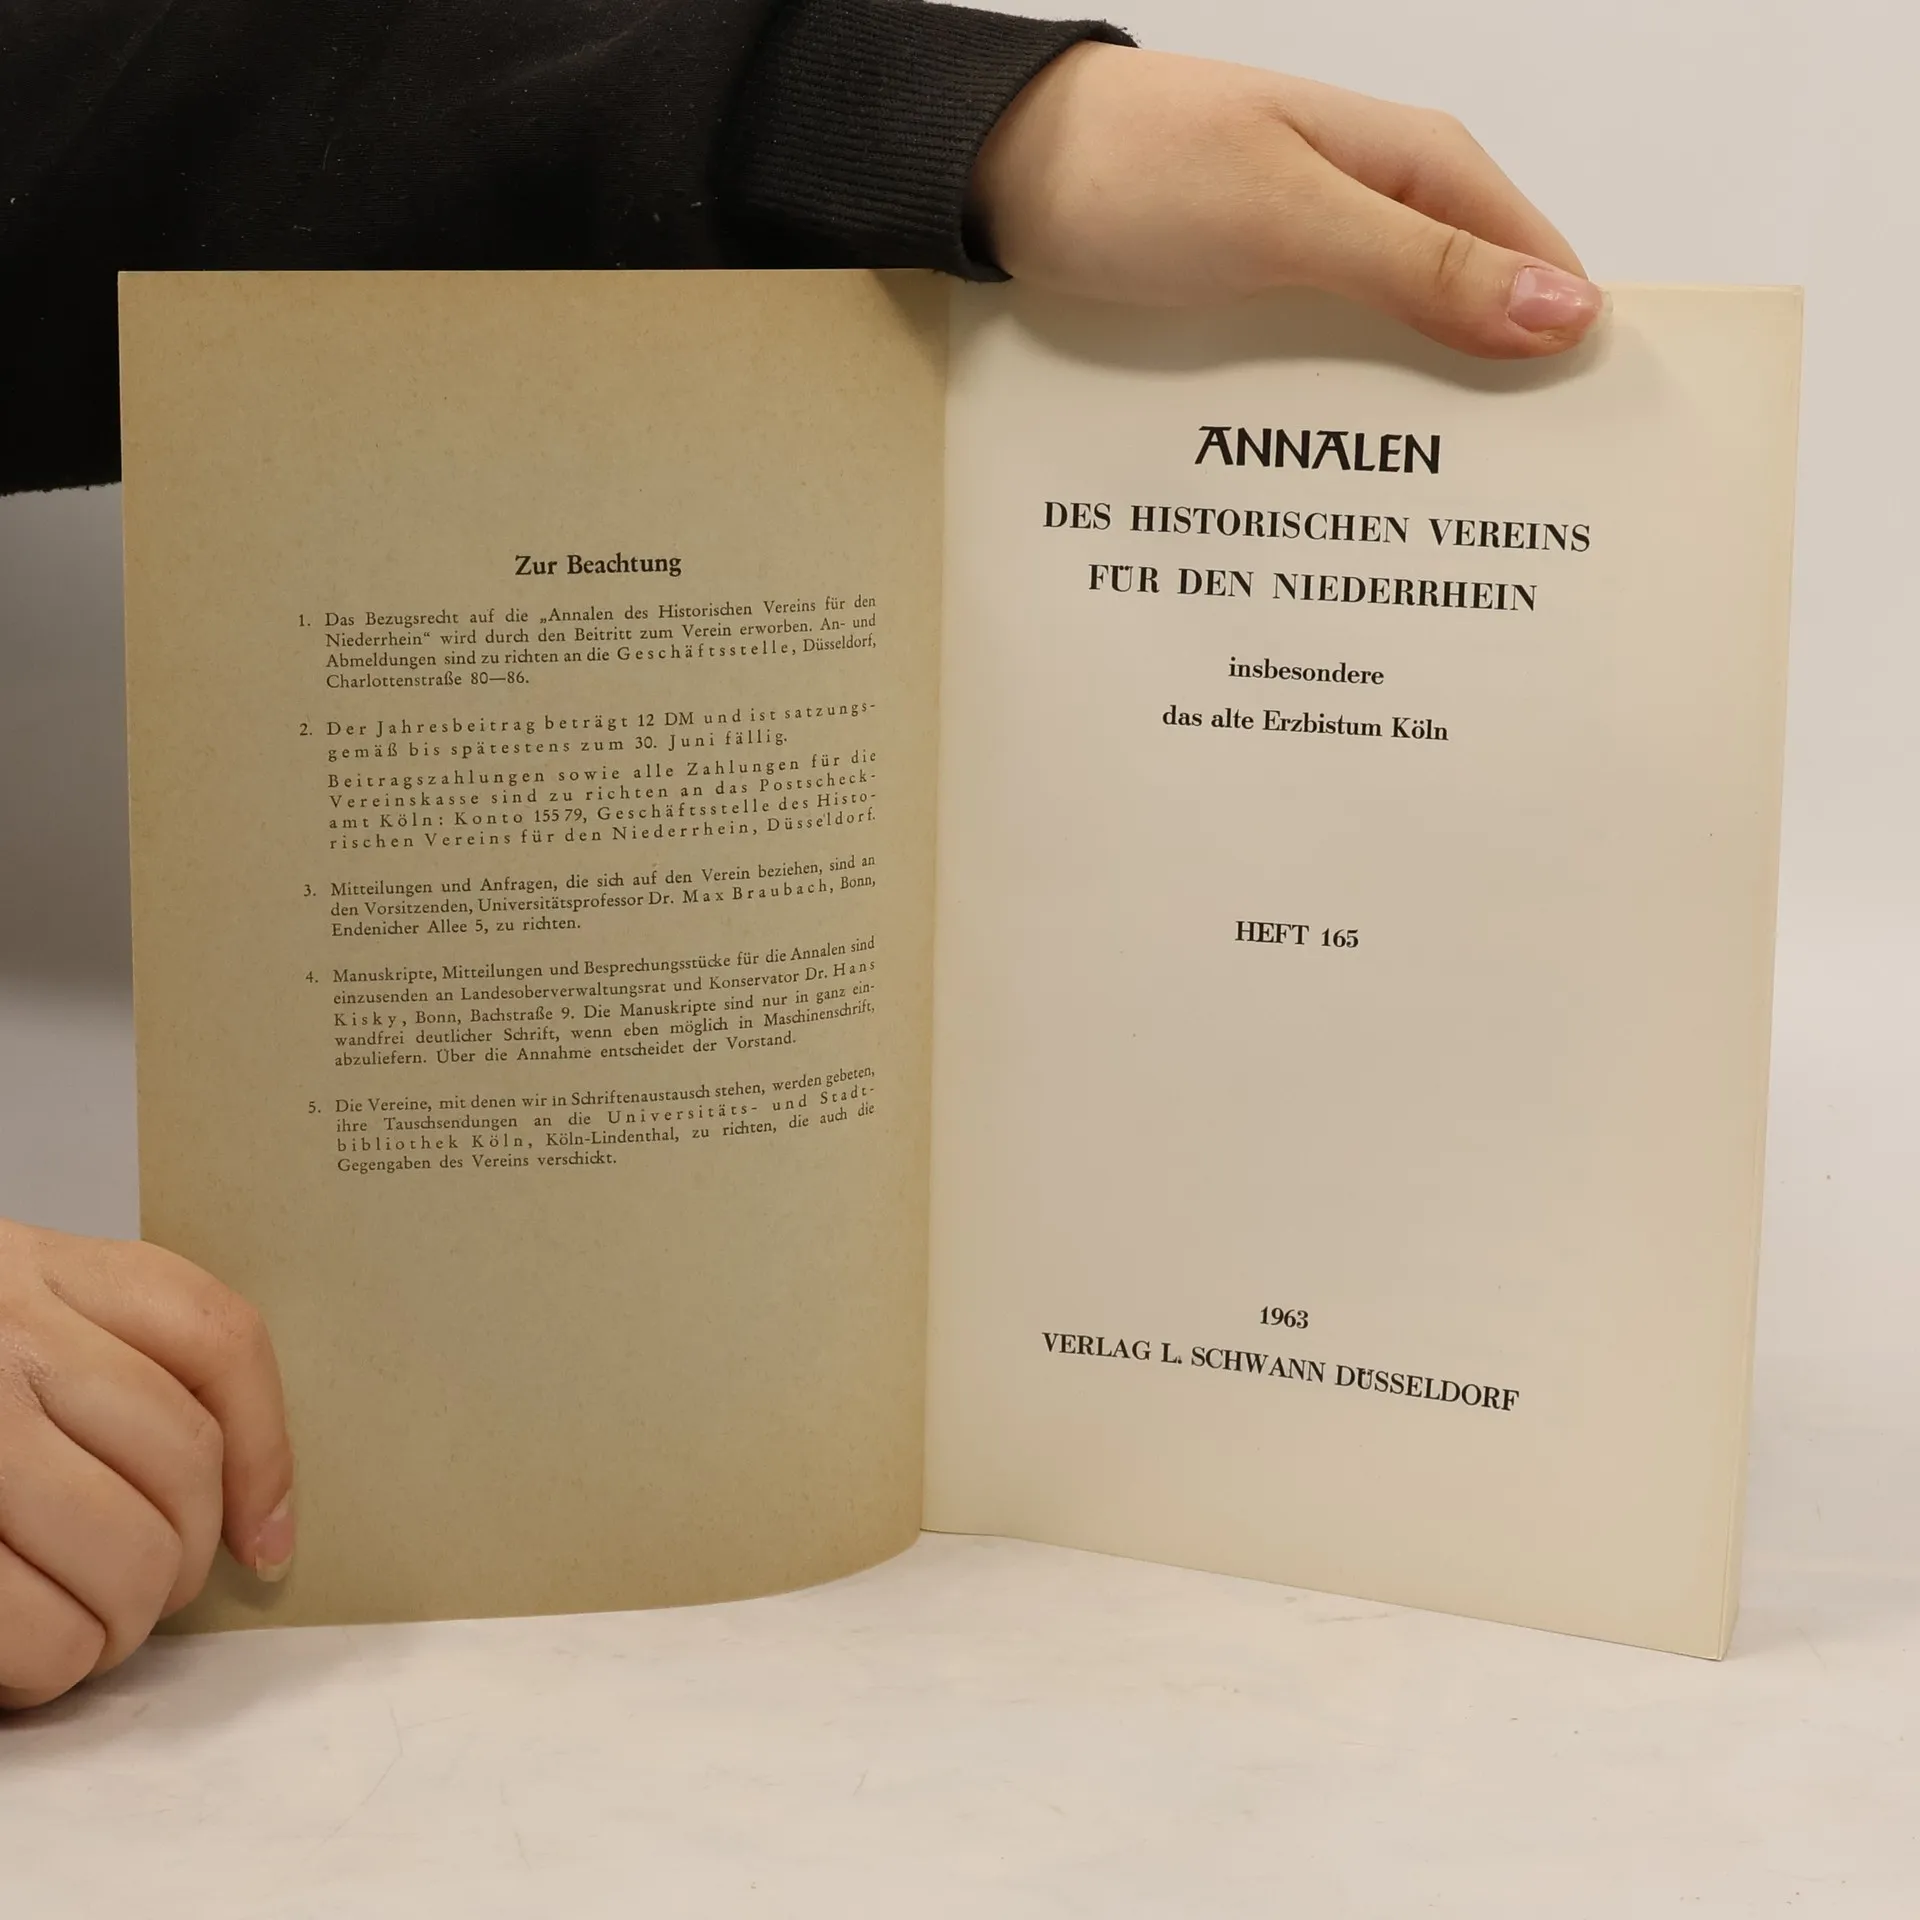 Zur Beachtung
1. Das Bezugsrecht auf die „Annalen des Historischen Vereins für den
Niederrhein“ wird durch den Beitritt zum Verein erworben. An- und
Abmeldungen sind zu richten an die Geschäftsstelle, Düsseldorf,
Charlottenstraße 80—86.
2. Der Jahresbeitrag beträgt 12 DM und ist satzungs-
gemäß bis spätestens zum 30. Juni fällig.
Beitragszahlungen sowie alle Zahlungen für die
Vereinskasse sind zu richten an das Postscheck-
amt Köln: Konto 155 79, Geschäftsstelle des Histo-
rischen Vereins für den Niederrhein, Düsseldorf.
3. Mitteilungen und Anfragen, die sich auf den Verein beziehen, sind an
den Vorsitzenden, Universitätsprofessor Dr. Max Braubach, Bonn,
Endenicher Allee 5, zu richten.
4. Manuskripte, Mitteilungen und Besprechungsstücke für die Annalen sind
einzusenden an Landesoberverwaltungsrat und Konservator Dr. Hans
Kisky, Bonn, Bachstraße 9. Die Manuskripte sind nur in ganz ein-
wandfrei deutlicher Schrift, wenn eben möglich in Maschinenschrift,
abzuliefern. Über die Annahme entscheidet der Vorstand.
5. Die Vereine, mit denen wir in Schriftenaustausch stehen, werden gebeten,
ihre Tauschsendungen an die Universitäts- und Stadt-
bibliothek Köln, Köln-Lindenthal, zu richten, die auch die
Gegengaben des Vereins verschickt.
ANNALEN
DES HISTORISCHEN VEREINS
FÜR DEN NIEDERRHEIN
insbesondere
das alte Erzbistum Köln
HEFT 165
1963
VERLAG L. SCHWANN DÜSSELDORF